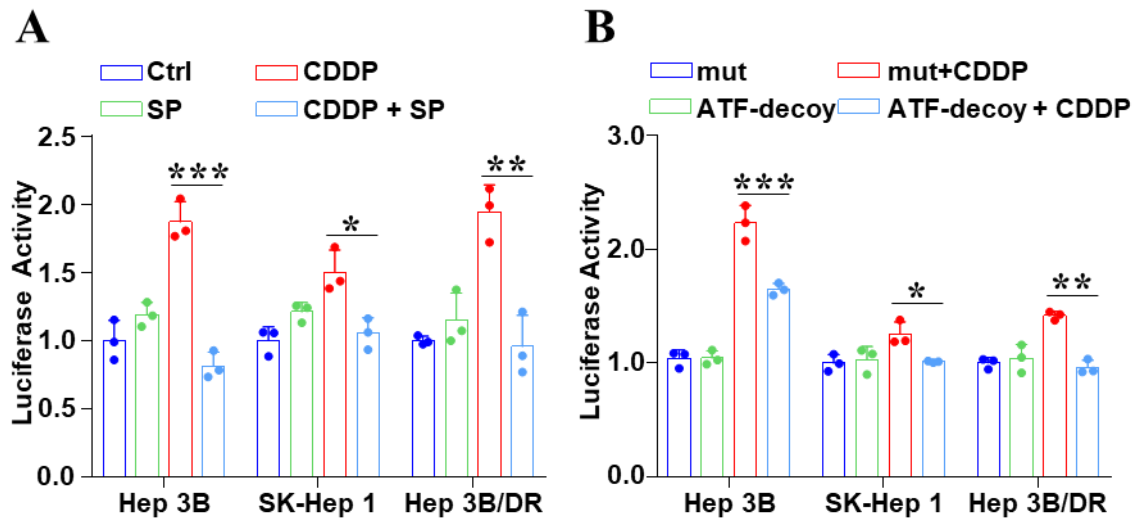 A
Ctrl CDDP
SP CDDP + SP
Luciferase Activity
2.5
2.0
1.5
1.0
0.5
0.0
***
*
**
Hep 3B SK-Hep 1 Hep 3B/DR
B
mut mut+CDDP
ATF-decoy ATF-decoy + CDDP
Luciferase Activity
3.0
2.0
1.0
0.0
***
*
**
Hep 3B SK-Hep 1 Hep 3B/DR